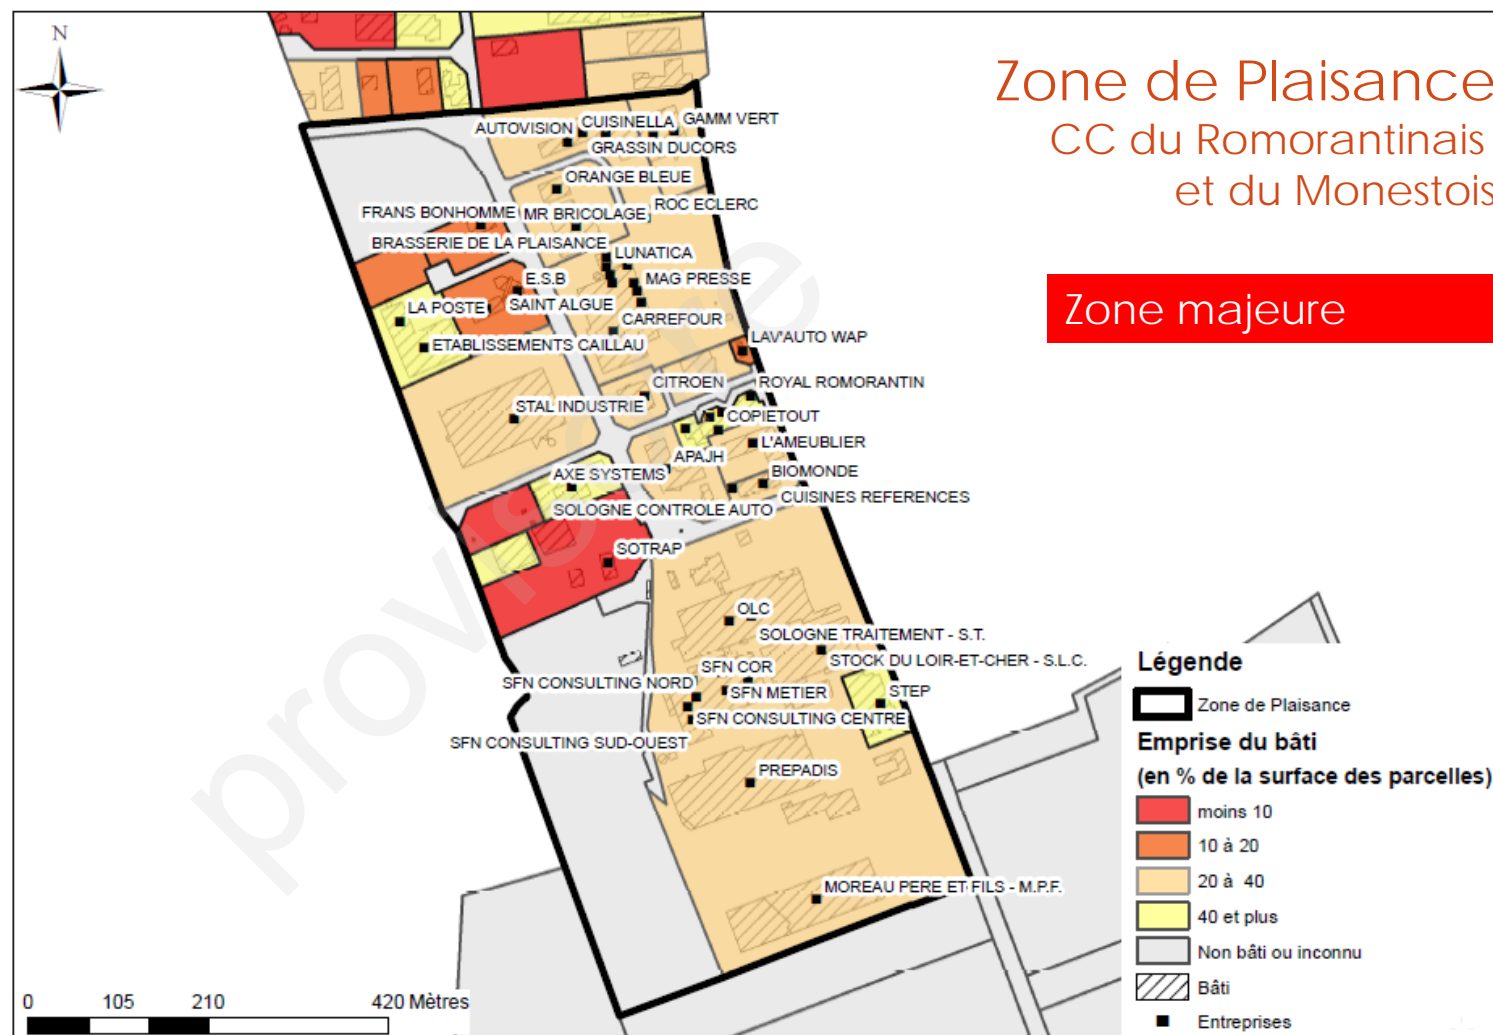 N
Zone de Plaisance
CC du Romorantinais
et du Monestois
Zone majeure
AUTOVISION
CUISINELLA
GAMM VERT
GRASSIN DUCORS
ORANGE BLEUE
FRANS BONHOMME
MR BRICOLAGE
ROC ECLERC
BRASSERIE DE LA PLAISANCE
LUNATICA
E.S.B
MAG PRESSE
LA POSTE
SAINT ALGUE
CARREFOUR
ETABLISSEMENTS CAILLAU
LAV'AUTO WAP
CITROEN
ROYAL ROMORANTIN
STAL INDUSTRIE
COPIETOUT
L'AMEUBLIER
APAJH
AXE SYSTEMS
BIOMONDE
CUISINES REFERENCES
SOLOGNE CONTROLE AUTO
SOTRAP
OLC
SOLOGNE TRAITEMENT - S.T.
STOCK DU LOIR-ET-CHER - S.L.C.
SFN COR
SFN CONSULTING NORD
SFN METIER
STEP
SFN CONSULTING CENTRE
SFN CONSULTING SUD-OUEST
PREPADIS
MOREAU PERE ET FILS - M.P.F.
provisoire
Légende
Zone de Plaisance
Emprise du bâti
(en % de la surface des parcelles)
moins 10
10 à 20
20 à 40
40 et plus
Non bâti ou inconnu
Bâti
Entreprises
0 105 210 420 Mètres